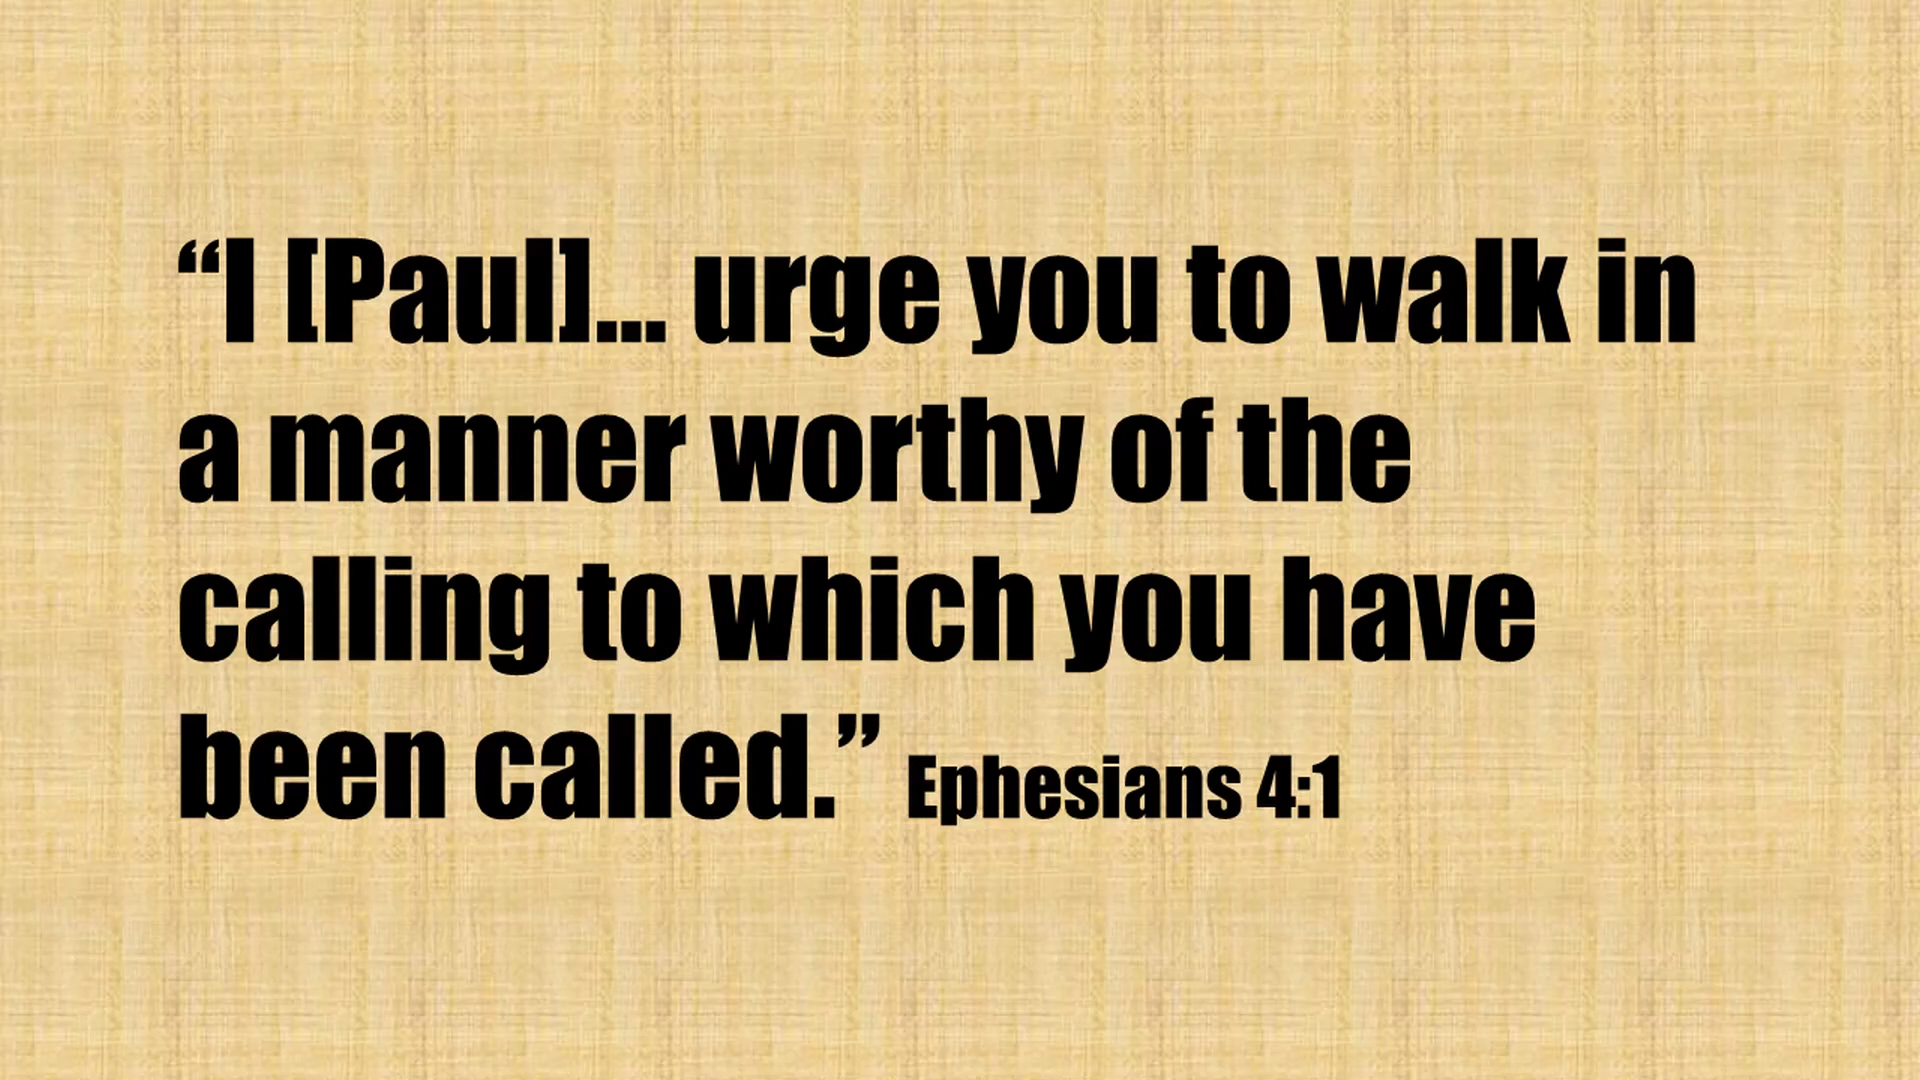 “I [Paul]... urge you to walk in
a manner worthy of the
calling to which you have
been called.” Ephesians 4:1